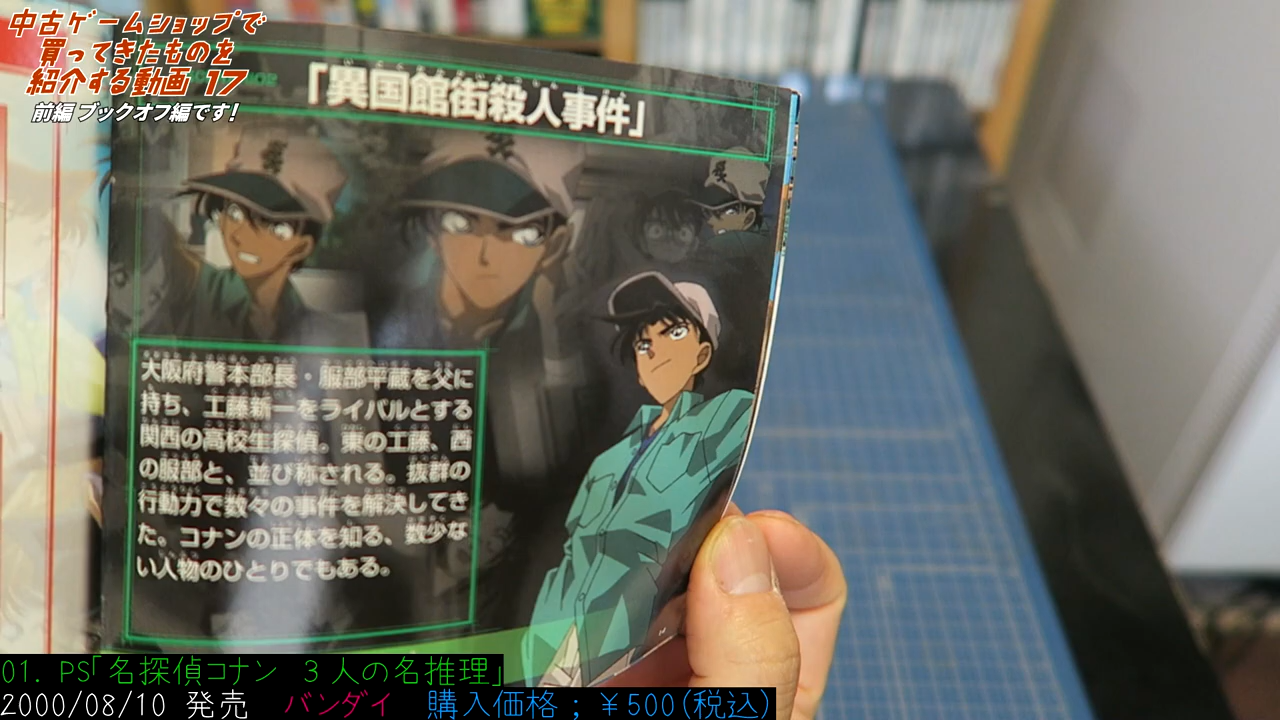 中古ゲームショップで
買ってきたものを
紹介する動画 17
前編 ブックオフ編です!
「異国館街殺人事件」
大阪府警本部長・服部平蔵を父に
持ち、工藤新一をライバルとする
関西の高校生探偵。東の工藤、西
の服部と、並び称される。抜群の
行動力で数々の事件を解決してき
た。コナンの正体を知る、数少な
い人物のひとりでもある。
01. PS「名探偵コナン 3人の名推理」
2000/08/10 発売 バンダイ 購入価格;¥500(税込)